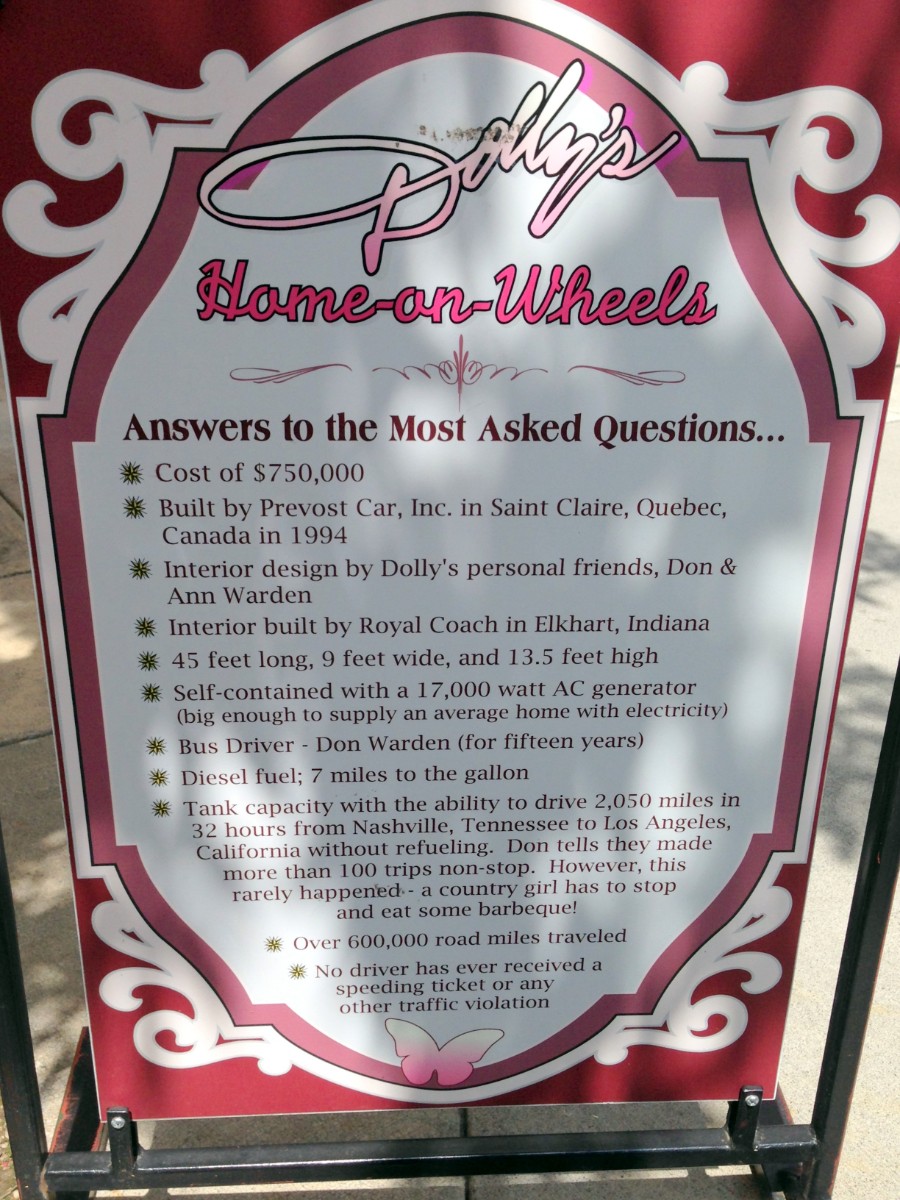 Dolly's
Home-on-Wheels
Answers to the Most Asked Questions...
Cost of $750,000
Built by Prevost Car, Inc. in Saint Claire, Quebec,
Canada in 1994
Interior design by Dolly's personal friends, Don &
Ann Warden
Interior built by Royal Coach in Elkhart, Indiana
45 feet long, 9 feet wide, and 13.5 feet high
Self-contained with a 17,000 watt AC generator
(big enough to supply an average home with electricity)
Bus Driver - Don Warden (for fifteen years)
Diesel fuel; 7 miles to the gallon
Tank capacity with the ability to drive 2,050 miles in
32 hours from Nashville, Tennessee to Los Angeles,
California without refueling. Don tells they made
more than 100 trips non-stop. However, this
rarely happened - a country girl has to stop
and eat some barbeque!
Over 600,000 road miles traveled
No driver has ever received a
speeding ticket or any
other traffic violation